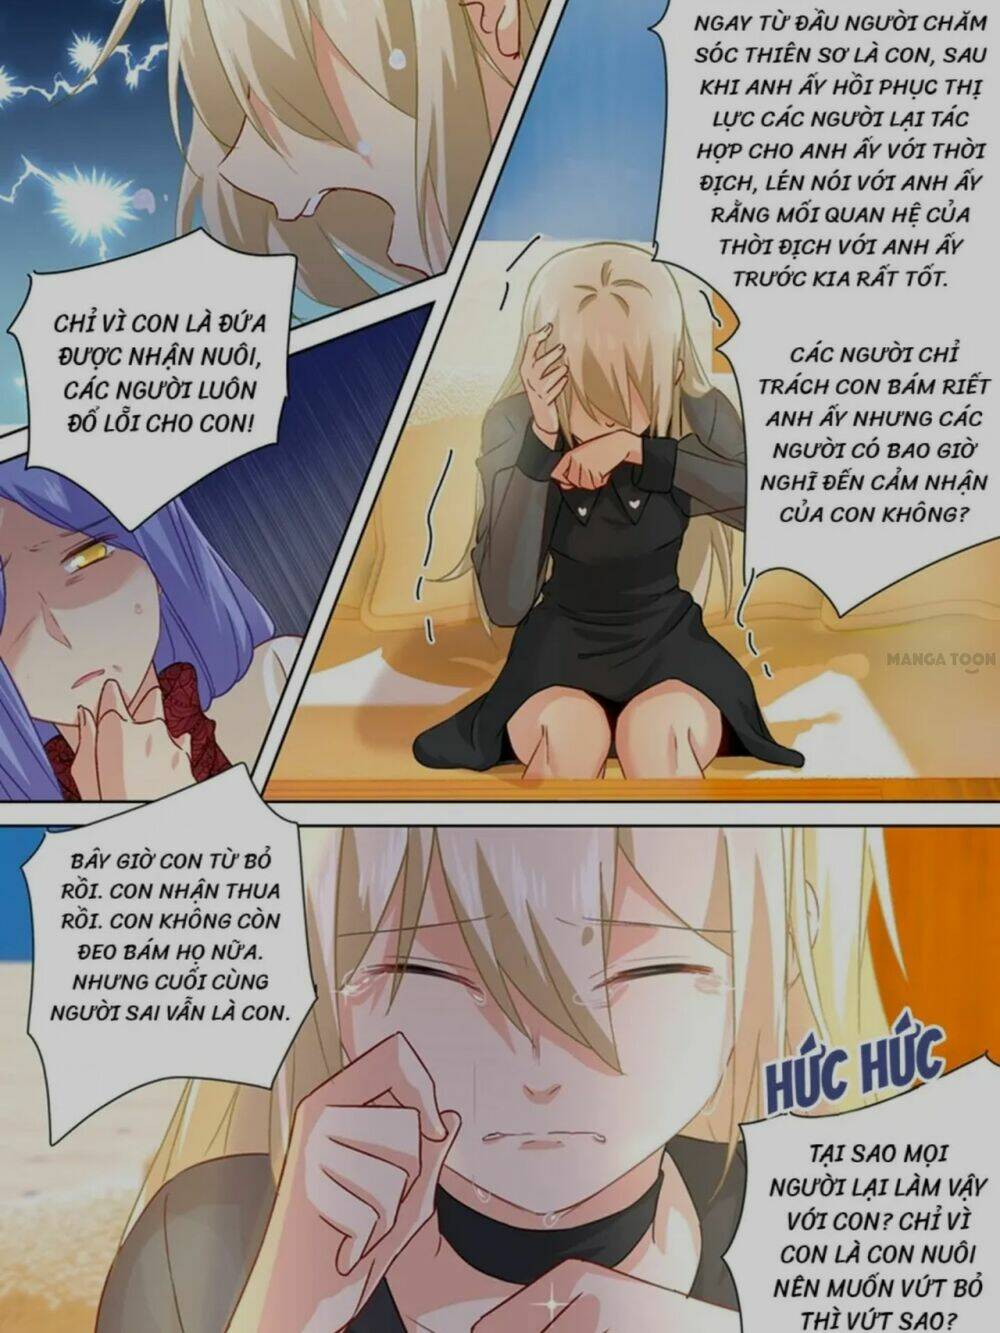 NGAY TỪ ĐẦU NGƯỜI CHĂM
SÓC THIÊN SƠ LÀ CON, SAU
KHI ANH ẤY HỒI PHỤC THỊ
LỰC CÁC NGƯỜI LẠI TÁC
HỢP CHO ANH ẤY VỚI THỜI
ĐỊCH, LÉN NÓI VỚI ANH ẤY
RẰNG MỐI QUAN HỆ CỦA
THỜI ĐỊCH VỚI ANH ẤY
TRƯỚC KIA RẤT TỐT.
CHỈ VÌ CON LÀ ĐỨA
ĐƯỢC NHẬN NUÔI,
CÁC NGƯỜI LUÔN
ĐỔ LỖI CHO CON!
CÁC NGƯỜI CHỈ
TRÁCH CON BÁM RIẾT
ANH ẤY NHƯNG CÁC
NGƯỜI CÓ BAO GIỜ
NGHĨ ĐẾN CẢM NHẬN
CỦA CON KHÔNG?
MANGA TOON
BÂY GIỜ CON TỪ BỎ
RỒI. CON NHẬN THUA
RỒI. CON KHÔNG CÒN
ĐEO BÁM HỌ NỮA.
NHƯNG CUỐI CÙNG
NGƯỜI SAI VẪN LÀ CON.
HỨC HỨC
TẠI SAO MỌI
NGƯỜI LẠI LÀM VẬY
VỚI CON? CHỈ VÌ
CON LÀ CON NUÔI
NÊN MUỐN VỨT BỎ
THÌ VỨT SAO?